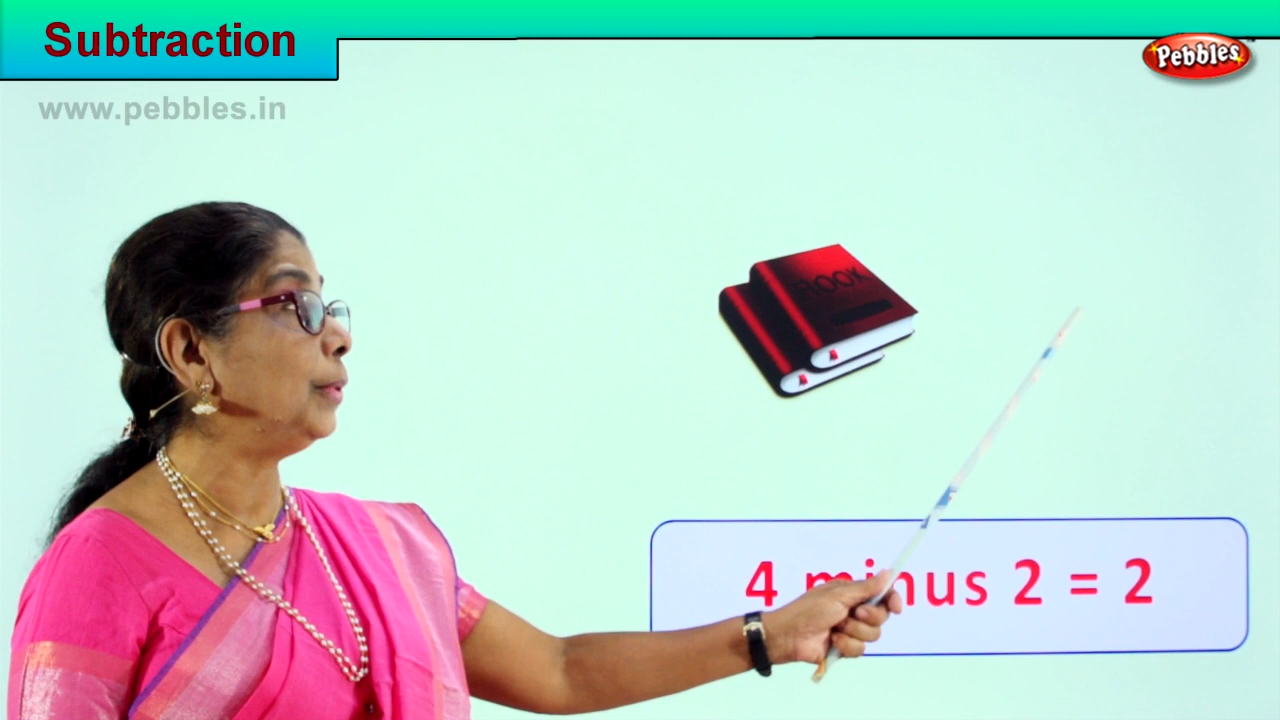 Subtraction
Pebbles
www.pebbles.in
BOOK
4 minus 2 = 2